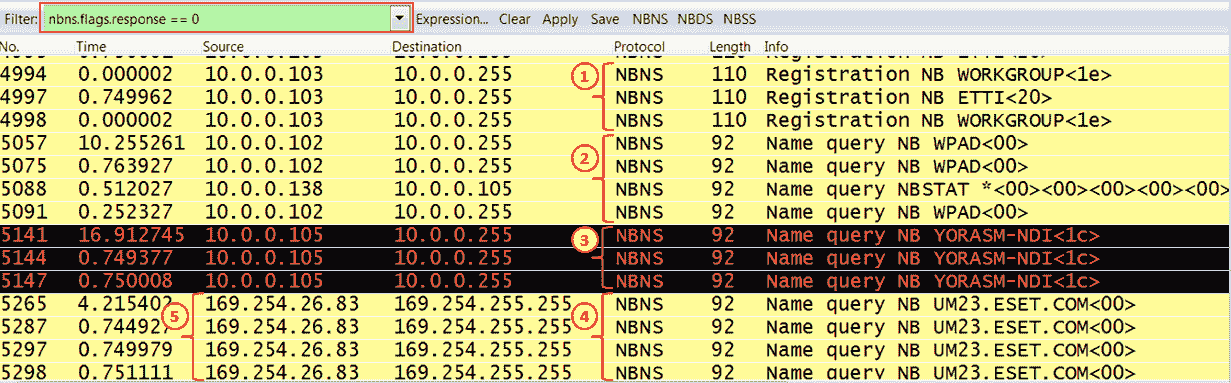 Filter: nbns.flags.response == 0 Expression... Clear Apply Save NBNS NBDS NBSS
No. Time Source Destination Protocol Length Info
4994 0.000002 10.0.0.103 10.0.0.255 1 NBNS 110 Registration NB WORKGROUP<1e>
4997 0.749962 10.0.0.103 10.0.0.255 NBNS 110 Registration NB ETTI<20>
4998 0.000002 10.0.0.103 10.0.0.255 NBNS 110 Registration NB WORKGROUP<1e>
5057 10.255261 10.0.0.102 10.0.0.255 NBNS 92 Name query NB WPAD<00>
5075 0.763927 10.0.0.102 10.0.0.255 2 NBNS 92 Name query NB WPAD<00>
5088 0.512027 10.0.0.138 10.0.0.105 NBNS 92 Name query NBSTAT *<00><00><00><00><00>
5091 0.252327 10.0.0.102 10.0.0.255 NBNS 92 Name query NB WPAD<00>
5141 16.912745 10.0.0.105 10.0.0.255 3 NBNS 92 Name query NB YORASM-NDI<1c>
5144 0.749377 10.0.0.105 10.0.0.255 NBNS 92 Name query NB YORASM-NDI<1c>
5147 0.750008 10.0.0.105 10.0.0.255 NBNS 92 Name query NB YORASM-NDI<1c>
5265 4.215402 5 169.254.26.83 169.254.255.255 4 NBNS 92 Name query NB UM23.ESET.COM<00>
5287 0.744927 169.254.26.83 169.254.255.255 NBNS 92 Name query NB UM23.ESET.COM<00>
5297 0.749979 169.254.26.83 169.254.255.255 NBNS 92 Name query NB UM23.ESET.COM<00>
5298 0.751111 169.254.26.83 169.254.255.255 NBNS 92 Name query NB UM23.ESET.COM<00>